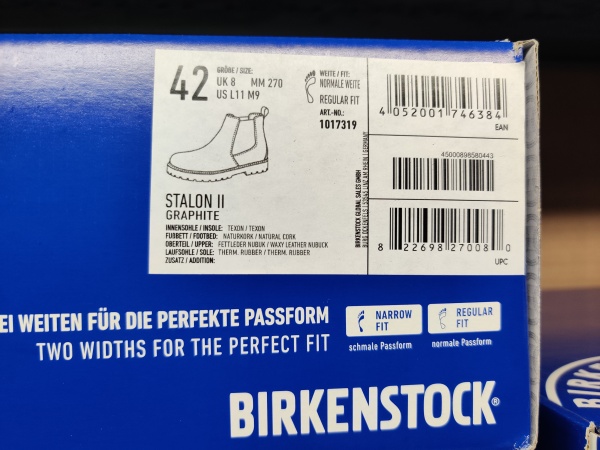 42
GRÖßE / SIZE:
UK 8 MM 270
US L11 M9
WEITE / FIT:
NORMALE WEITE
REGULAR FIT
ART.-NO.:
1017319
STALON II
GRAPHITE
INNENSOHLE / INSOLE: TEXON / TEXON
FUßBETT / FOOTBED: NATURKORK / NATURAL CORK
OBERTEIL / UPPER: FETTLEDER NUBUK / WAXY LEATHER NUBUCK
LAUFSOHLE / SOLE: THERM. RUBBER / THERM. RUBBER
ZUSATZ / ADDITION:
BIRKENSTOCK GLOBAL SALES GMBH
4 052001 746384
EAN
45000898580443
8 22698 27008 0
UPC
EI WEITEN FÜR DIE PERFEKTE PASSFORM
TWO WIDTHS FOR THE PERFECT FIT
NARROW FIT
schmale Passform
REGULAR FIT
normale Passform
BIRKENSTOCK®